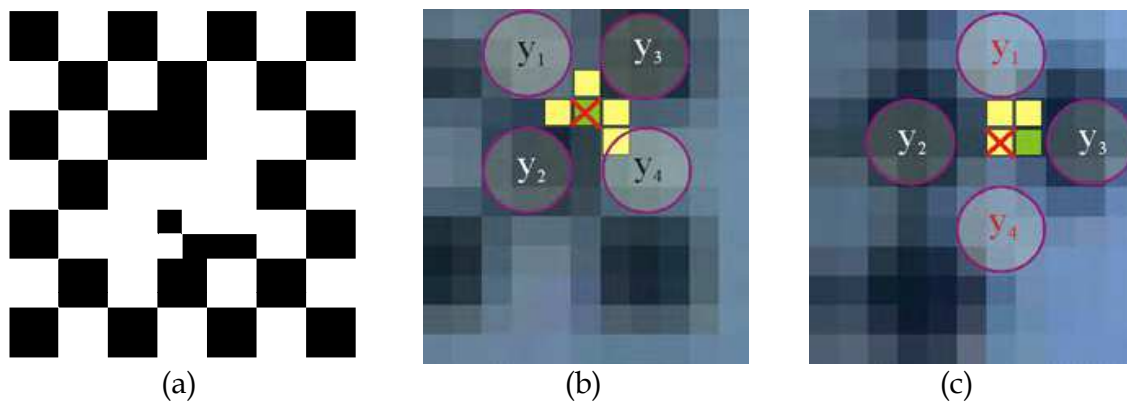 y₁ y₃
y₂ y₄
y₁
y₂ y₃
y₄
(a) (b) (c)